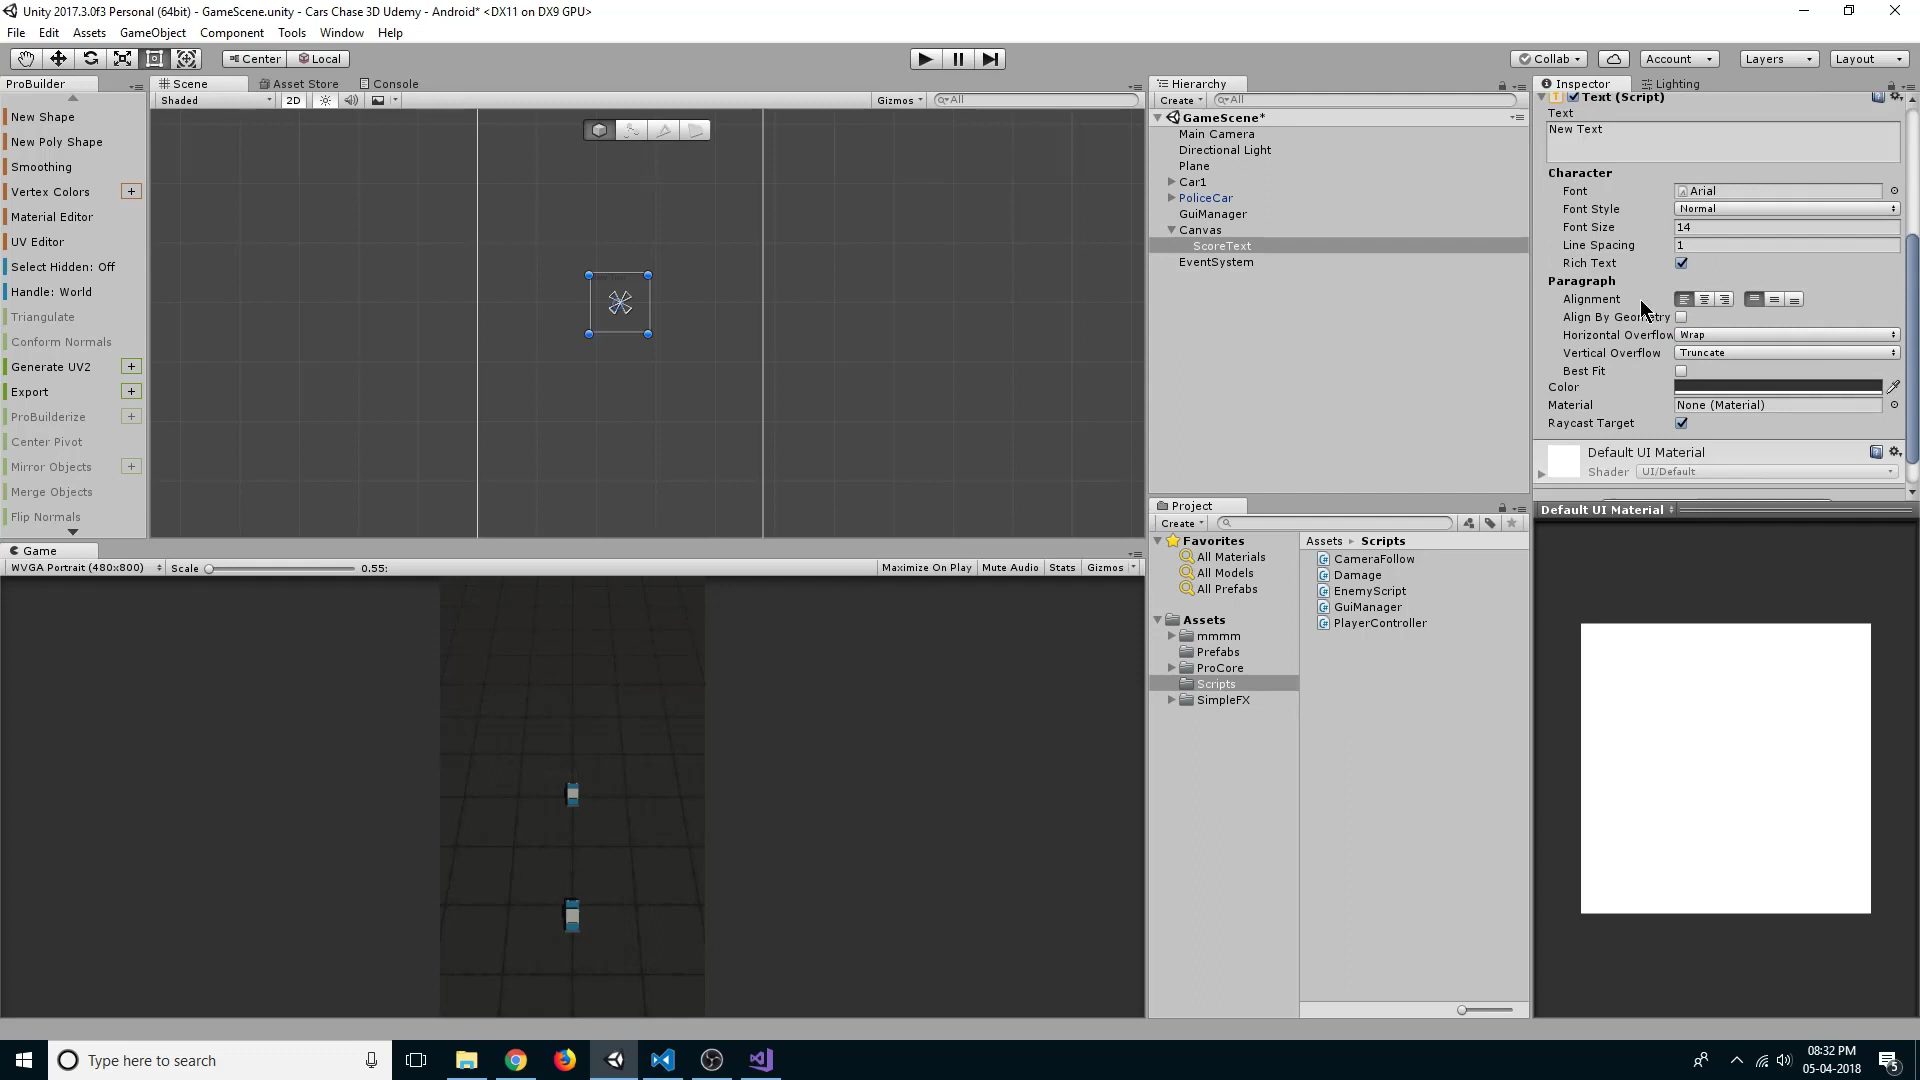 Unity 2017.3.0f3 Personal (64bit) - GameScene.unity - Cars Chase 3D Udemy - Android* <DX11 on DX9 GPU>
File Edit Assets GameObject Component Tools Window Help
Center Local
Collab Account Layers Layout
ProBuilder
New Shape
New Poly Shape
Smoothing
Vertex Colors +
Material Editor
UV Editor
Select Hidden: Off
Handle: World
Triangulate
Conform Normals
Generate UV2 +
Export +
ProBuilderize +
Center Pivot
Mirror Objects +
Merge Objects
Flip Normals
Scene Asset Store Console
Shaded 2D Gizmos All
Game
WVGA Portrait (480x800) Scale 0.55: Maximize On Play Mute Audio Stats Gizmos
Hierarchy
Create All
GameScene*
Main Camera
Directional Light
Plane
Car1
PoliceCar
GuiManager
Canvas
ScoreText
EventSystem
Project
Create
Favorites
All Materials
All Models
All Prefabs
Assets
mmmm
Prefabs
ProCore
Scripts
SimpleFX
Assets Scripts
CameraFollow
Damage
EnemyScript
GuiManager
PlayerController
Inspector Lighting
Text (Script)
Text
New Text
Character
Font Arial
Font Style Normal
Font Size 14
Line Spacing 1
Rich Text
Paragraph
Alignment
Align By Geometry
Horizontal Overflow Wrap
Vertical Overflow Truncate
Best Fit
Color
Material None (Material)
Raycast Target
Default UI Material
Shader UI/Default
Default UI Material
Type here to search
08:32 PM
05-04-2018
5